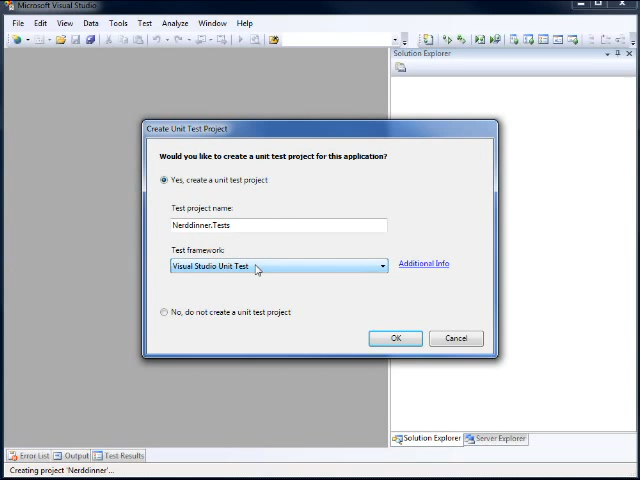 Microsoft Visual Studio
File Edit View Data Tools Test Analyze Window Help
Solution Explorer
Create Unit Test Project
Would you like to create a unit test project for this application?
Yes, create a unit test project
Test project name:
Nerddinner.Tests
Test framework:
Visual Studio Unit Test
Additional Info
No, do not create a unit test project
OK Cancel
Solution Explorer Server Explorer
Error List Output Test Results
Creating project 'Nerddinner'...